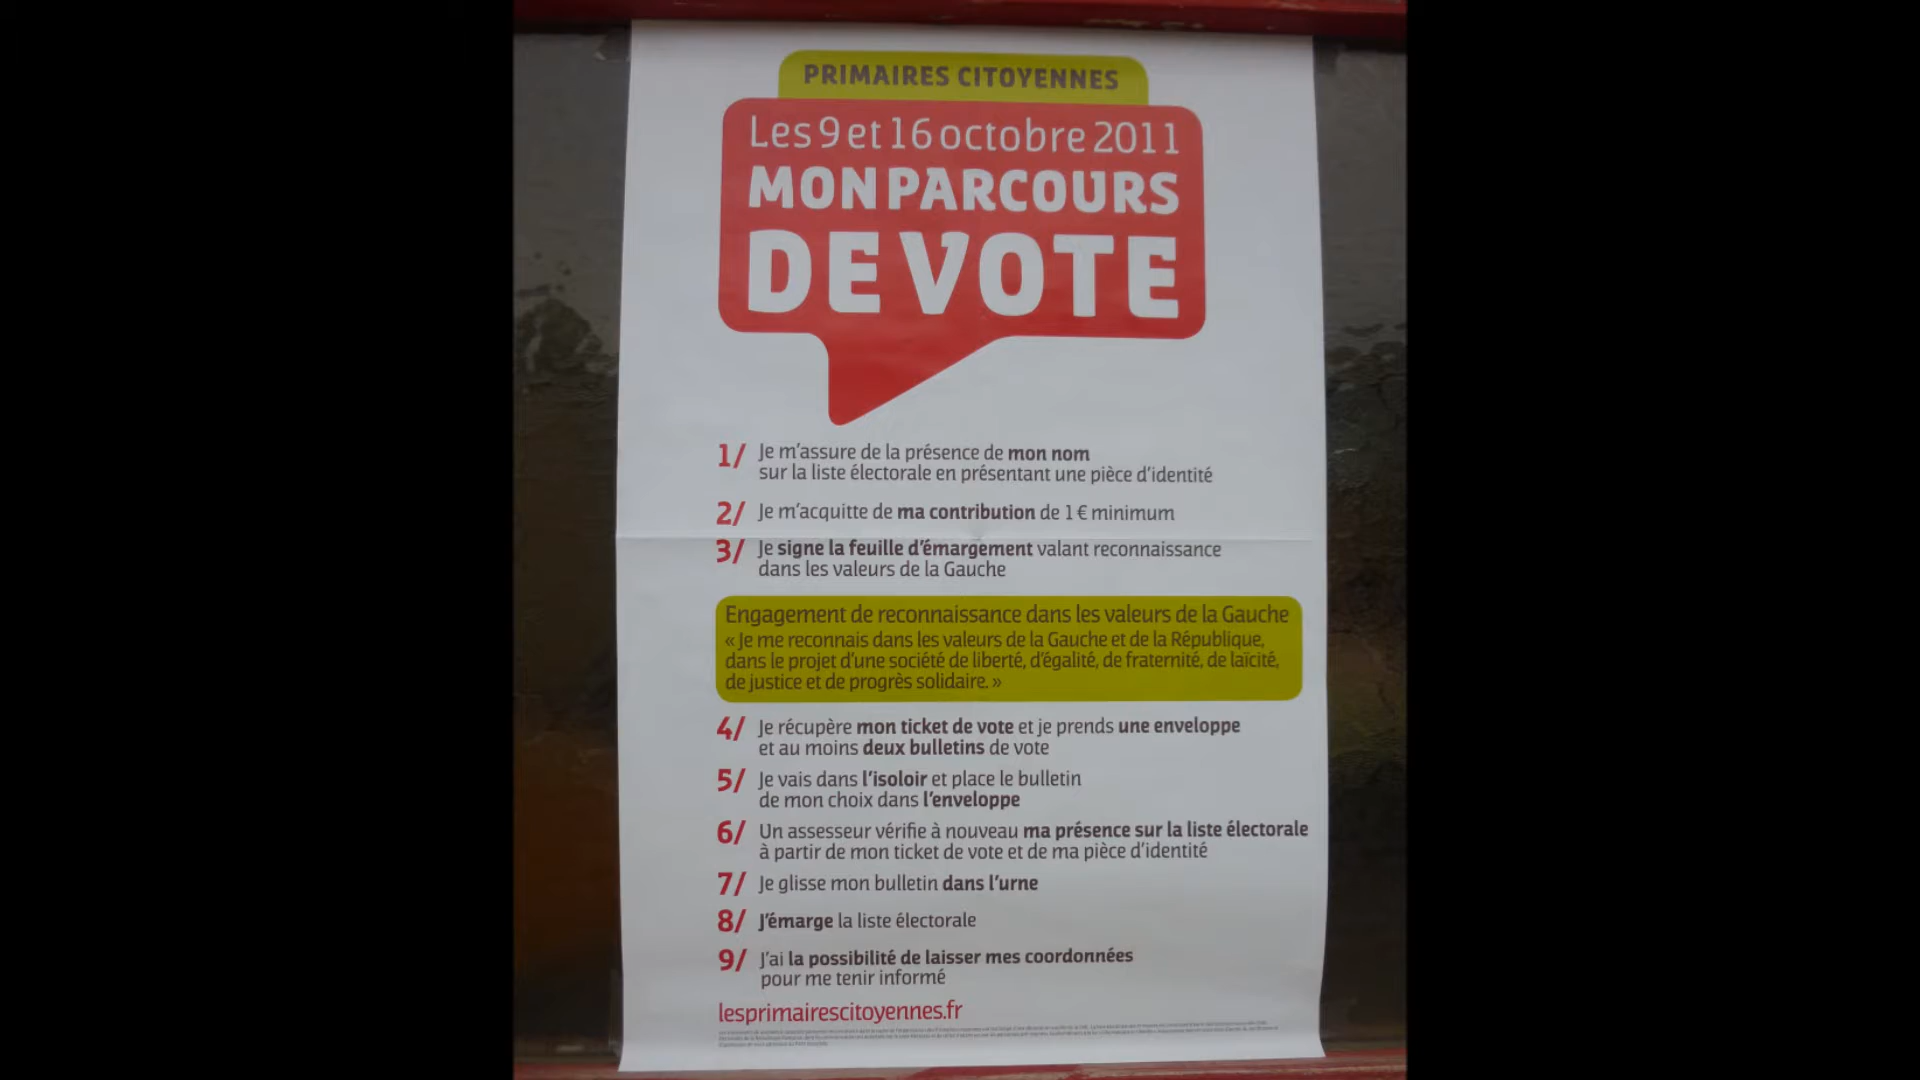 PRIMAIRES CITOYENNES
Les 9 et 16 octobre 2011
MON PARCOURS
DE VOTE
1/ Je m'assure de la présence de mon nom
sur la liste électorale en présentant une pièce d'identité
2/ Je m'acquitte de ma contribution de 1 € minimum
3/ Je signe la feuille d'émargement valant reconnaissance
dans les valeurs de la Gauche
Engagement de reconnaissance dans les valeurs de la Gauche
« Je me reconnais dans les valeurs de la Gauche et de la République,
dans le projet d'une société de liberté, d'égalité, de fraternité, de laïcité,
de justice et de progrès solidaire. »
4/ Je récupère mon ticket de vote et je prends une enveloppe
et au moins deux bulletins de vote
5/ Je vais dans l'isoloir et place le bulletin
de mon choix dans l'enveloppe
6/ Un assesseur vérifie à nouveau ma présence sur la liste électorale
à partir de mon ticket de vote et de ma pièce d'identité
7/ Je glisse mon bulletin dans l'urne
8/ J'émarge la liste électorale
9/ J'ai la possibilité de laisser mes coordonnées
pour me tenir informé
lesprimairescitoyennes.fr